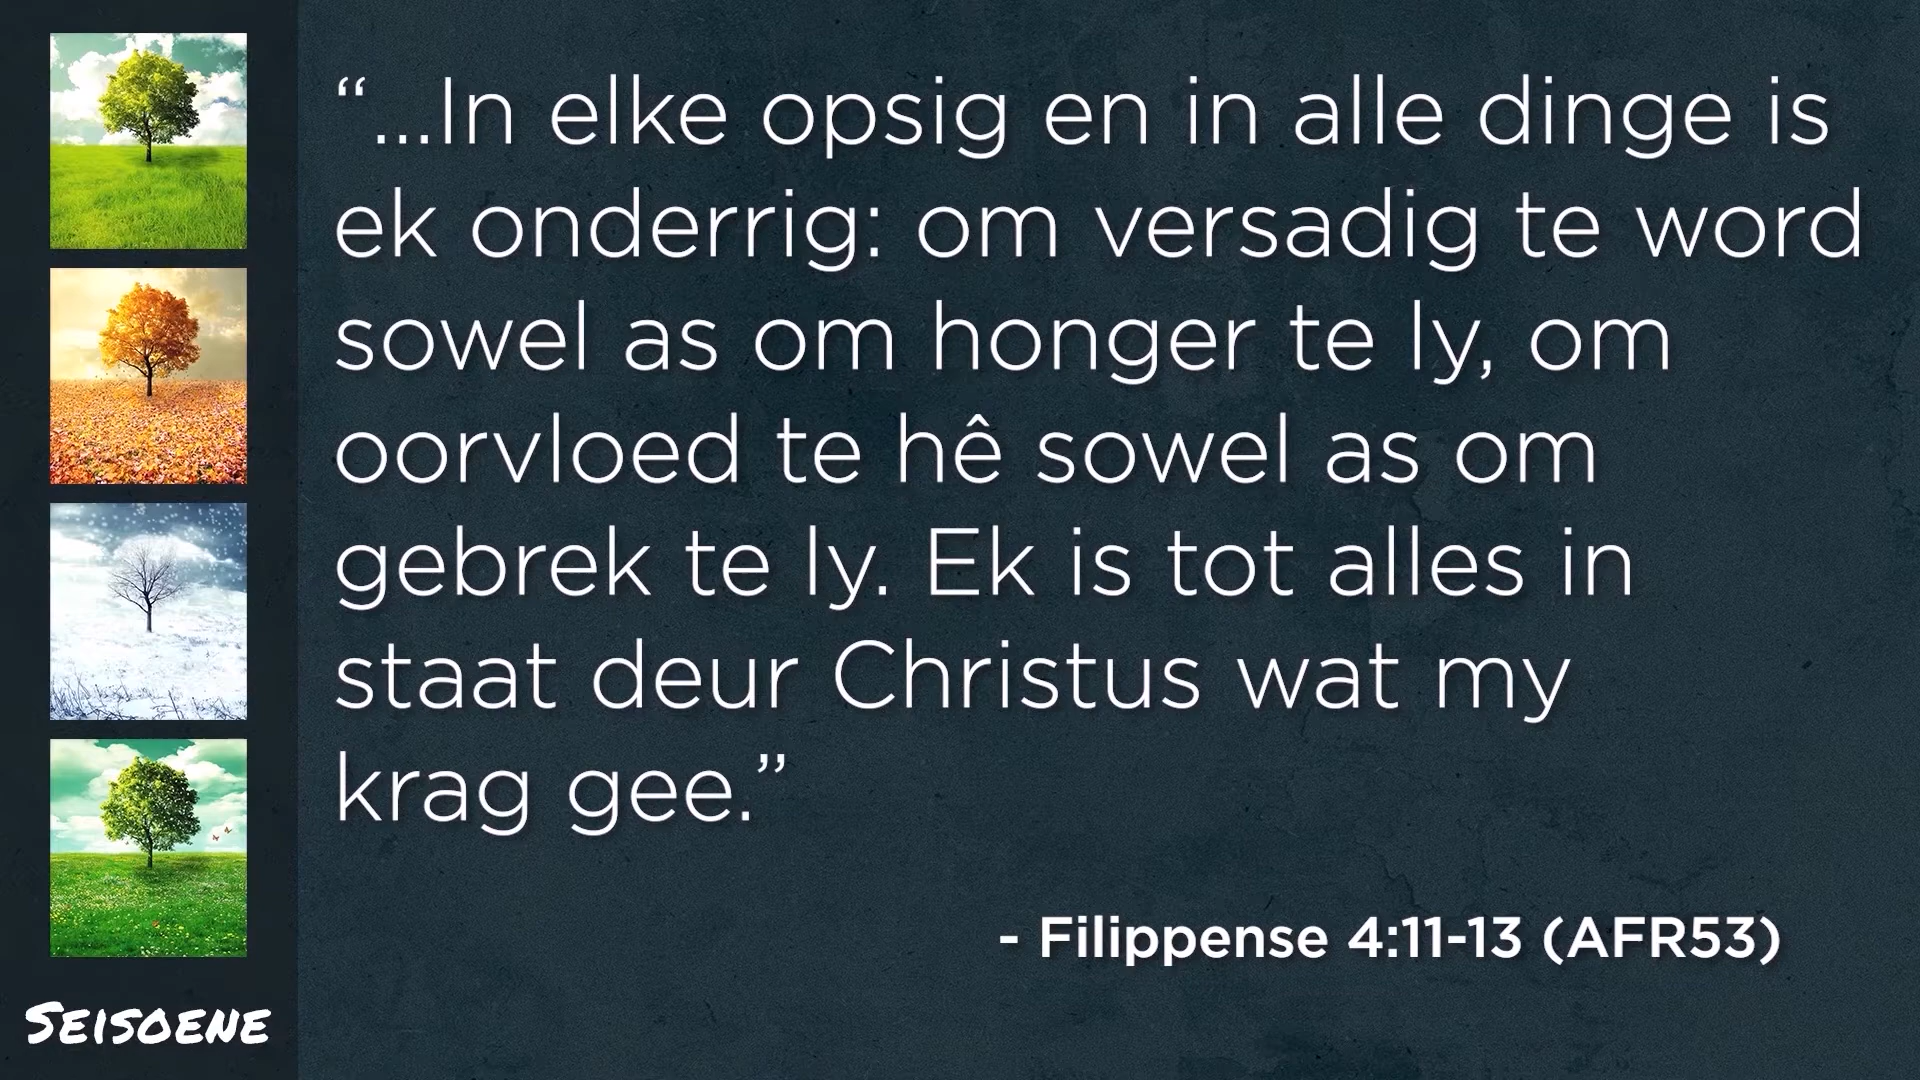 “...In elke opsig en in alle dinge is
ek onderrig: om versadig te word
sowel as om honger te ly, om
oorvloed te hê sowel as om
gebrek te ly. Ek is tot alles in
staat deur Christus wat my
krag gee.”
- Filippense 4:11-13 (AFR53)
SEISOENE